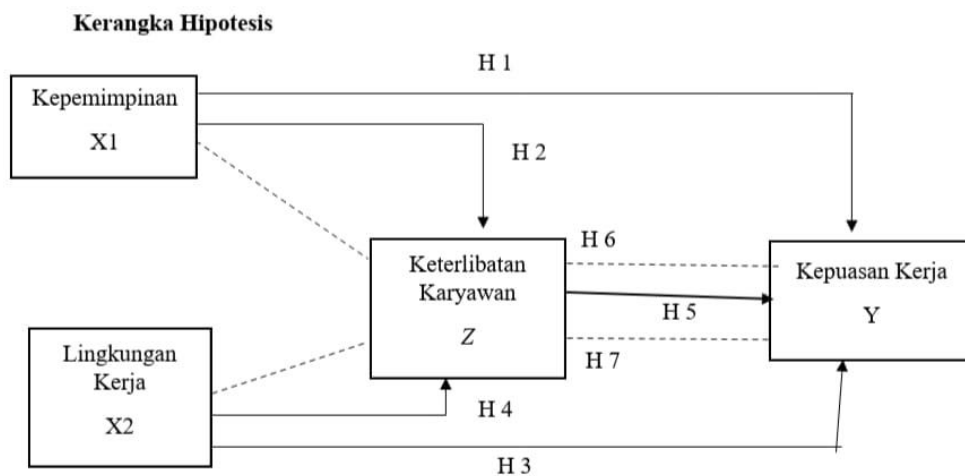 Kerangka Hipotesis
H 1
Kepemimpinan
X1
H 2
H 6
Keterlibatan
Karyawan
Z
Kepuasan Kerja
Y
H 5
Lingkungan
Kerja
X2
H 7
H 4
H 3